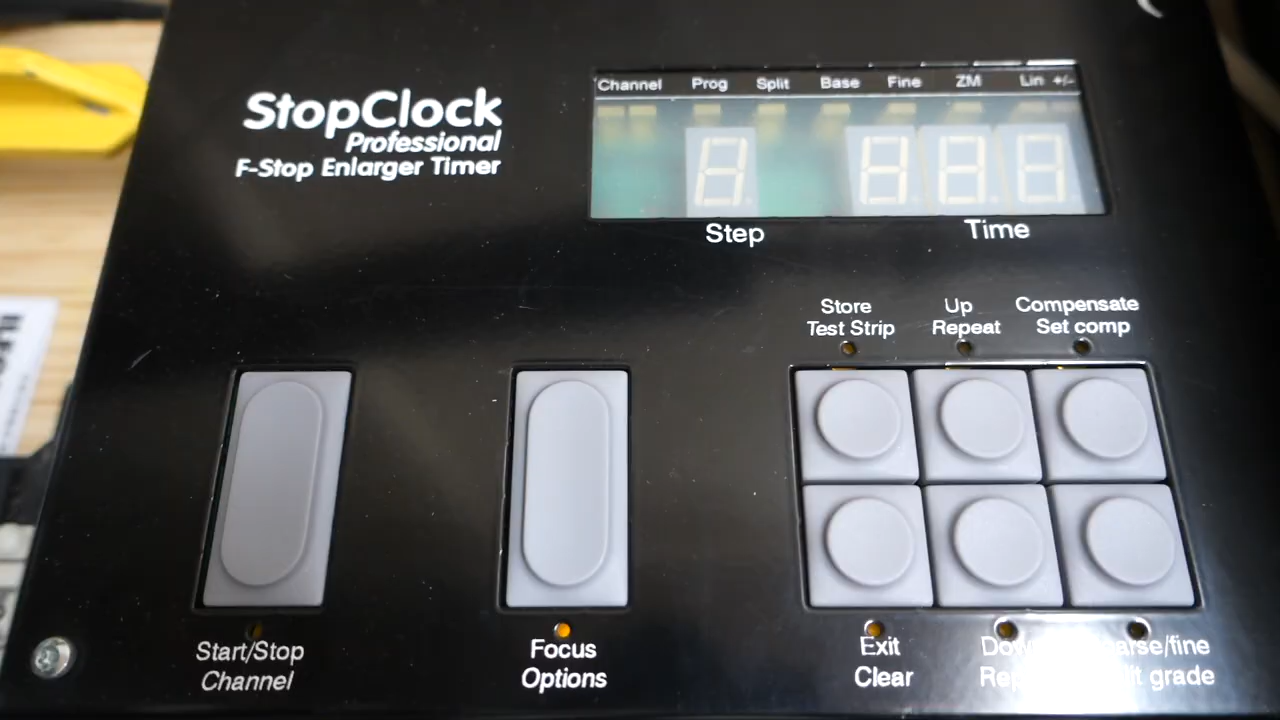 StopClock
Professional
F-Stop Enlarger Timer
Channel Prog Split Base Fine ZM Lin +/-
Step Time
Store Up Compensate
Test Strip Repeat Set comp
Start/Stop Focus Exit
Channel Options Clear grade